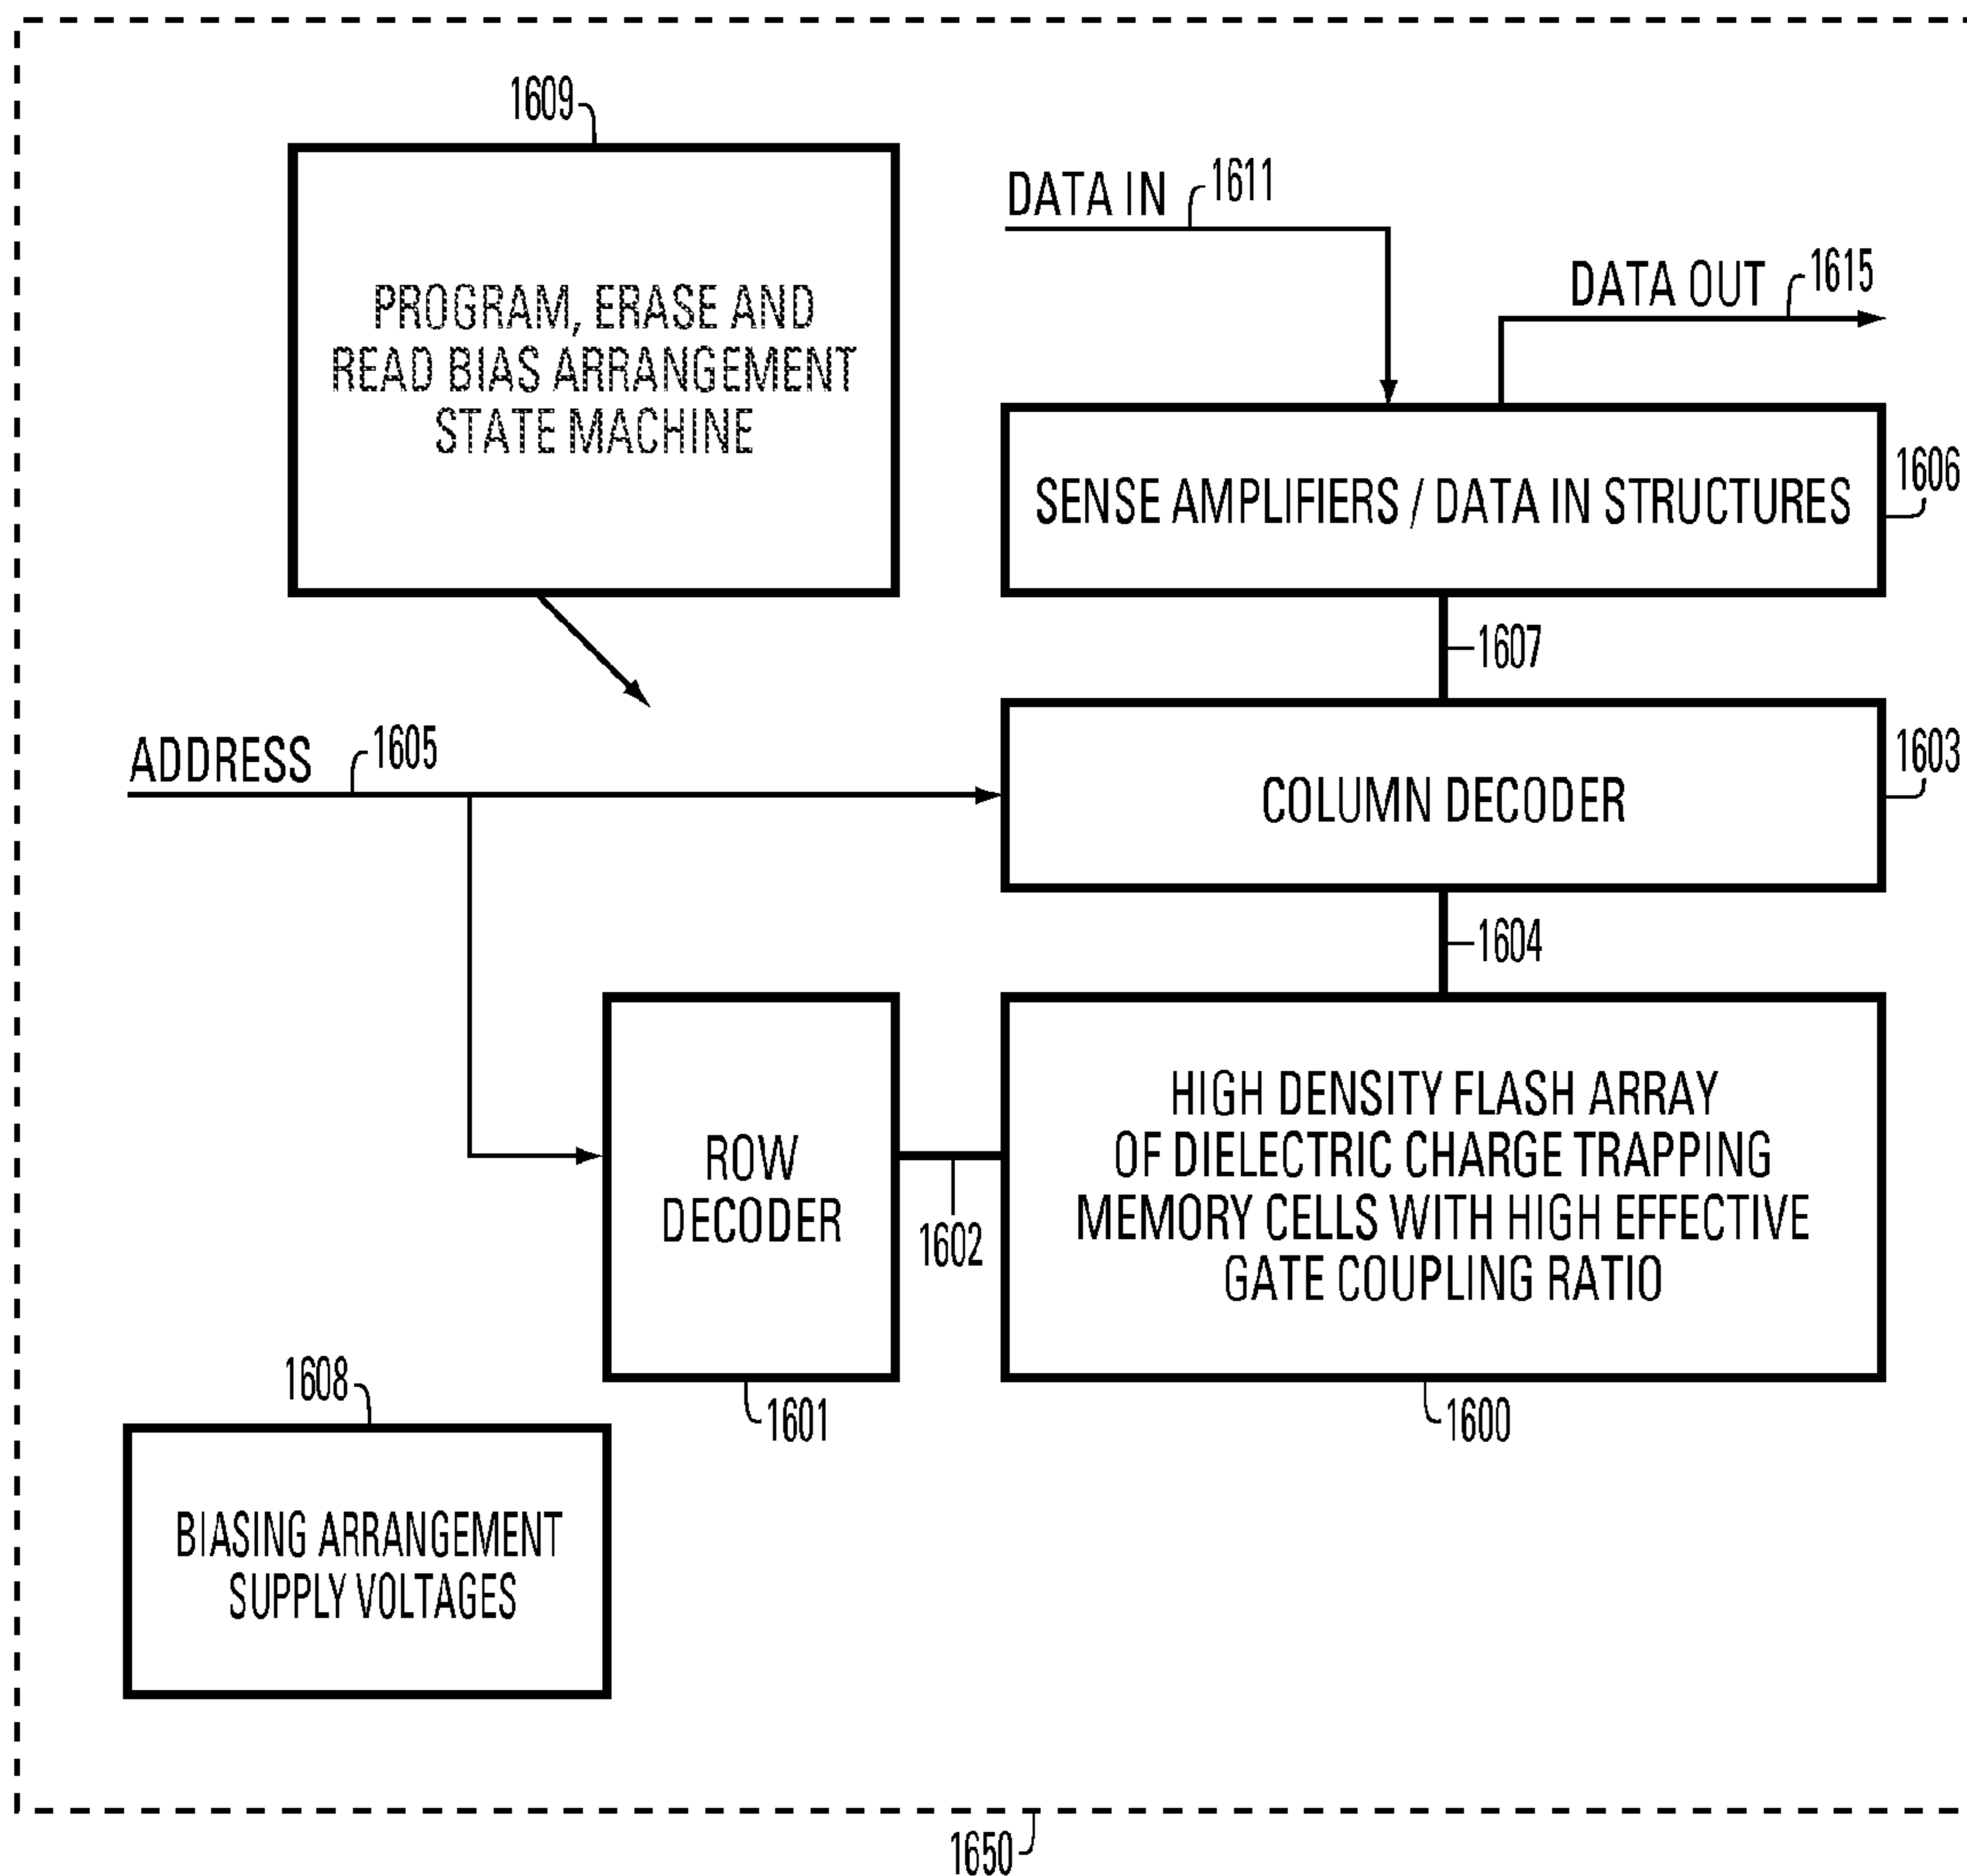 1609
PROGRAM, ERASE AND
READ BIAS ARRANGEMENT
STATE MACHINE
DATA IN
1611
DATA OUT
1615
SENSE AMPLIFIERS / DATA IN STRUCTURES
1606
1607
ADDRESS
1605
COLUMN DECODER
1603
1604
ROW
DECODER
1601
1602
HIGH DENSITY FLASH ARRAY
OF DIELECTRIC CHARGE TRAPPING
MEMORY CELLS WITH HIGH EFFECTIVE
GATE COUPLING RATIO
1600
1608
BIASING ARRANGEMENT
SUPPLY VOLTAGES
1650